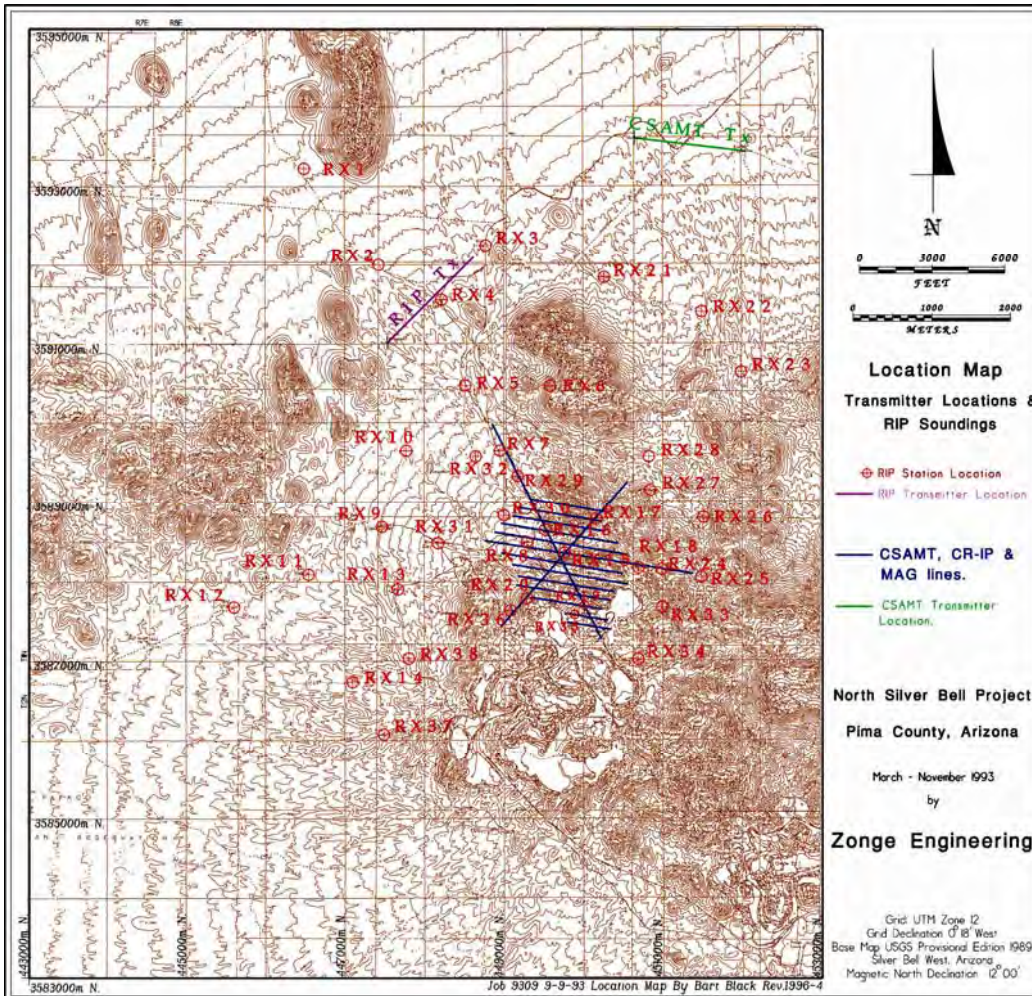 R7E R8E
3595000m N.
CSAMT Tx
RX1
3593000m N.
RX3
RX2
RX21
RIP Tx
RX4
RX22
3591000m N.
RX23
RX5
RX6
RX10
RX7
RX28
RX32
RX29
RX27
3589000m N.
RX17
RX26
RX9
RX31
RX8
RX18
RX24
RX11
RX13
RX25
RX12
RX36
RX33
3587000m N.
RX38
RX34
RX14
RX37
3585000m N.
443000m N
445000m N
3583000m N.
Job 9309 9-9-93 Location Map By Bart Black Rev.1996-4
N
0 3000 6000
FEET
0 1000 2000
METERS
Location Map
Transmitter Locations &
RIP Soundings
RIP Station Location
RIP Transmitter Location
CSAMT, CR-IP &
MAG lines.
CSAMT Transmitter
Location.
North Silver Bell Project
Pima County, Arizona
March - November 1993
by
Zonge Engineering
Grid: UTM Zone 12
Grid Declination 0°18' West
Base Map USGS Provisional Edition 1989
Silver Bell West, Arizona
Magnetic North Declination 12°00'